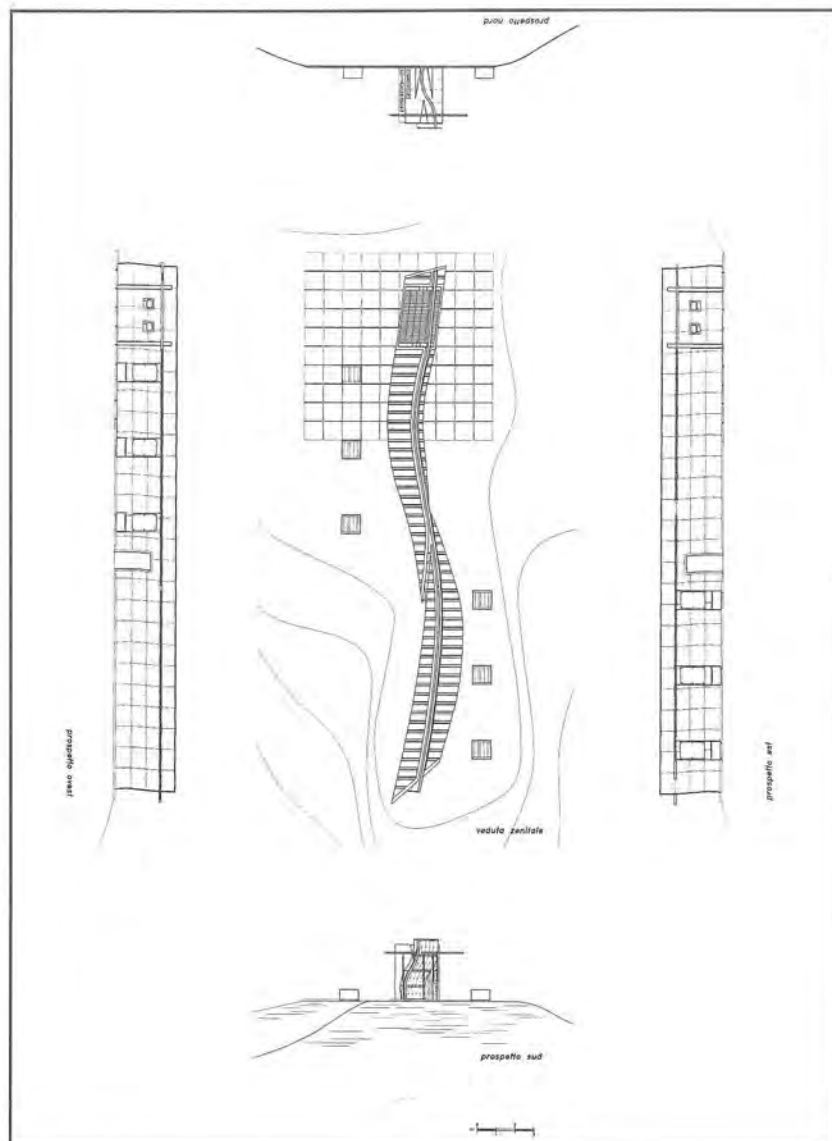 prospetto nord
prospetto ovest
prospetto est
veduta zenitale
prospetto sud